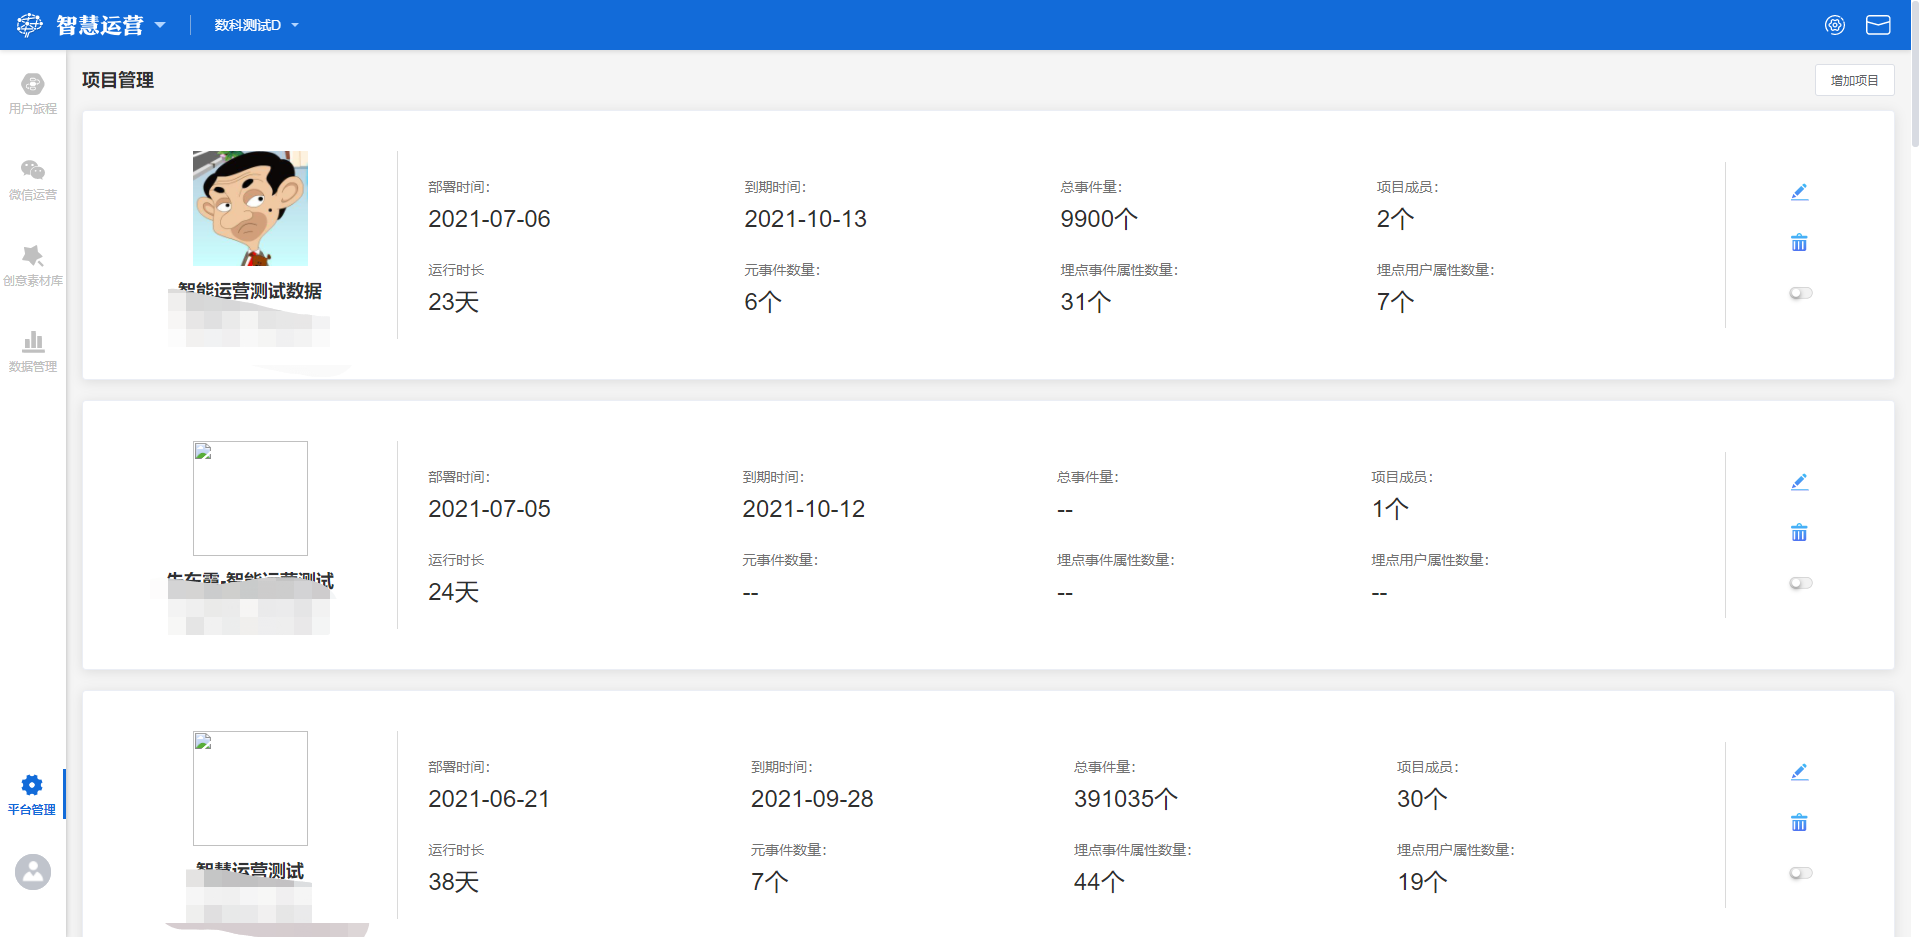 智慧运营
数科测试D
用户旅程
微信运营
创意素材库
数据管理
平台管理
项目管理
增加项目
智能运营测试数据
部署时间: 到期时间: 总事件量: 项目成员:
2021-07-06 2021-10-13 9900个 2个
运行时长 元事件数量: 埋点事件属性数量: 埋点用户属性数量:
23天 6个 31个 7个
智能运营测试
部署时间: 到期时间: 总事件量: 项目成员:
2021-07-05 2021-10-12 -- 1个
运行时长 元事件数量: 埋点事件属性数量: 埋点用户属性数量:
24天 -- -- --
智慧运营测试
部署时间: 到期时间: 总事件量: 项目成员:
2021-06-21 2021-09-28 391035个 30个
运行时长 元事件数量: 埋点事件属性数量: 埋点用户属性数量:
38天 7个 44个 19个